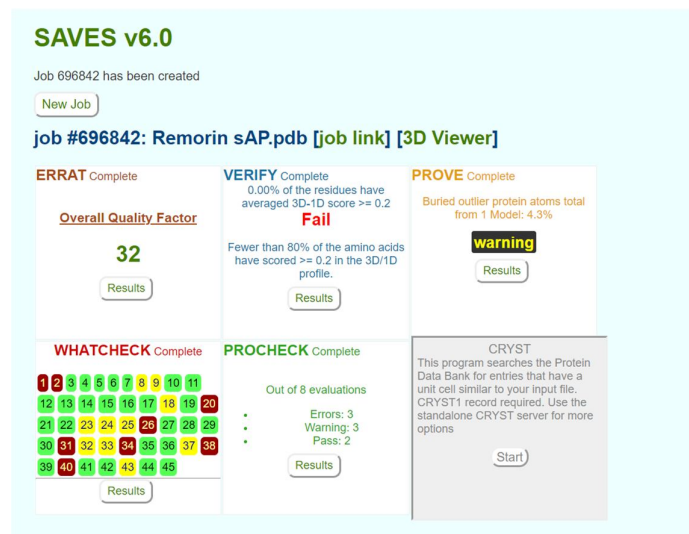 SAVES v6.0
Job 696842 has been created
New Job
job #696842: Remorin sAP.pdb [job link] [3D Viewer]
ERRAT Complete
Overall Quality Factor
32
Results
VERIFY Complete
0.00% of the residues have
averaged 3D-1D score >= 0.2
Fail
Fewer than 80% of the amino acids
have scored >= 0.2 in the 3D/1D
profile.
Results
PROVE Complete
Buried outlier protein atoms total
from 1 Model: 4.3%
warning
Results
WHATCHECK Complete
1 2 3 4 5 6 7 8 9 10 11
12 13 14 15 16 17 18 19 20
21 22 23 24 25 26 27 28 29
30 31 32 33 34 35 36 37 38
39 40 41 42 43 44 45
Results
PROCHECK Complete
Out of 8 evaluations
• Errors: 3
• Warning: 3
• Pass: 2
Results
CRYST
This program searches the Protein
Data Bank for entries that have a
unit cell similar to your input file.
CRYST1 record required. Use the
standalone CRYST server for more
options
Start